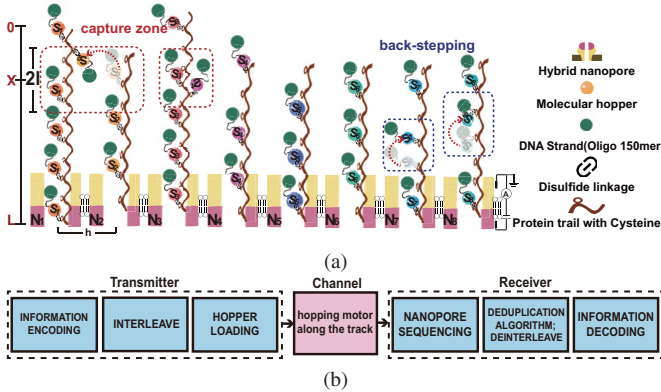 0
X
L
2l
capture zone
back-stepping
N₁ N₂ N₃ N₄ N₅ N₆ N₇ N₈
h
A
Hybrid nanopore
Molecular hopper
DNA Strand(Oligo 150mer
Disulfide linkage
Protein trail with Cysteine
(a)
Transmitter
INFORMATION
ENCODING
INTERLEAVE
HOPPER
LOADING
Channel
hopping motor
along the track
Receiver
NANOPORE
SEQUENCING
DEDUPLICATION
ALGORITHM;
DEINTERLEAVE
INFORMATION
DECODING
(b)